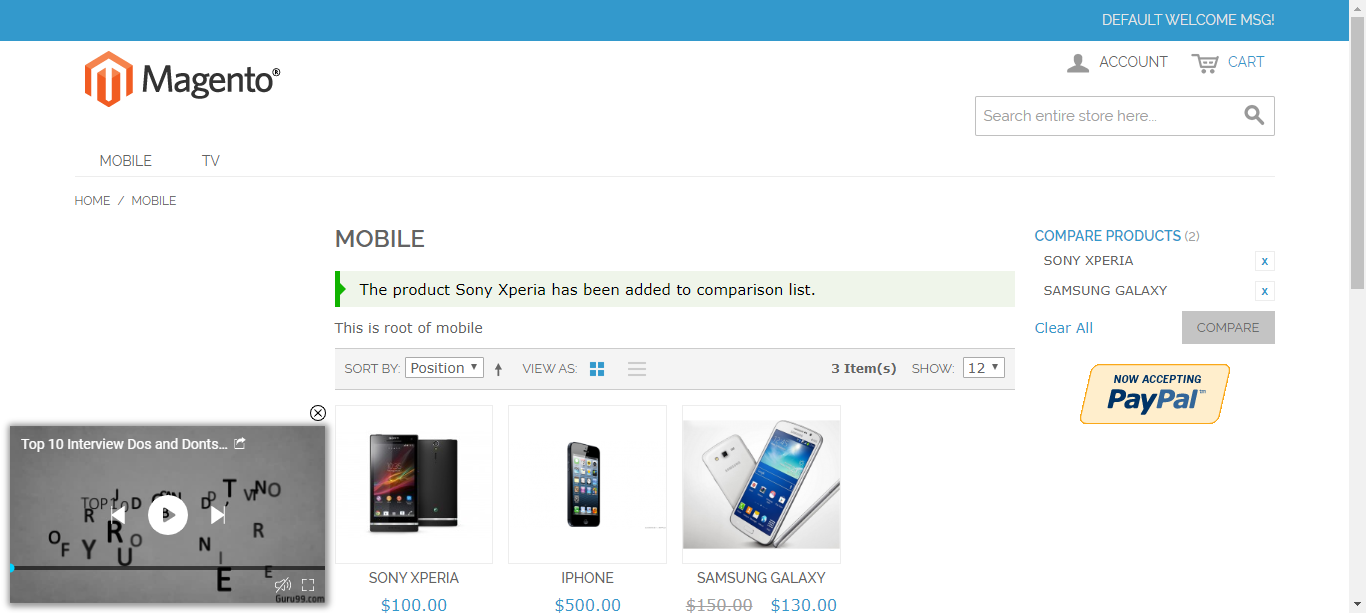 DEFAULT WELCOME MSG!
Magento®
ACCOUNT
CART
Search entire store here...
MOBILE
TV
HOME / MOBILE
MOBILE
The product Sony Xperia has been added to comparison list.
This is root of mobile
SORT BY: Position
VIEW AS:
3 Item(s)
SHOW: 12
SONY XPERIA
$100.00
IPHONE
$500.00
SAMSUNG GALAXY
$150.00 $130.00
COMPARE PRODUCTS (2)
SONY XPERIA x
SAMSUNG GALAXY x
Clear All
COMPARE
NOW ACCEPTING
PayPal™
Top 10 Interview Dos and Donts...
Guru99.com